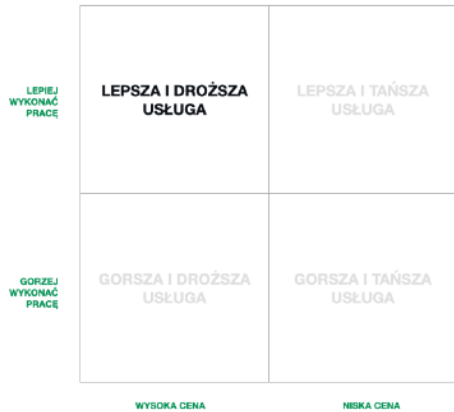 LEPIEJ
WYKONAĆ
PRACĘ
LEPSZA I DROŻSZA
USŁUGA
LEPSZA I TAŃSZA
USŁUGA
GORZEJ
WYKONAĆ
PRACĘ
GORSZA I DROŻSZA
USŁUGA
GORSZA I TAŃSZA
USŁUGA
WYSOKA CENA
NISKA CENA